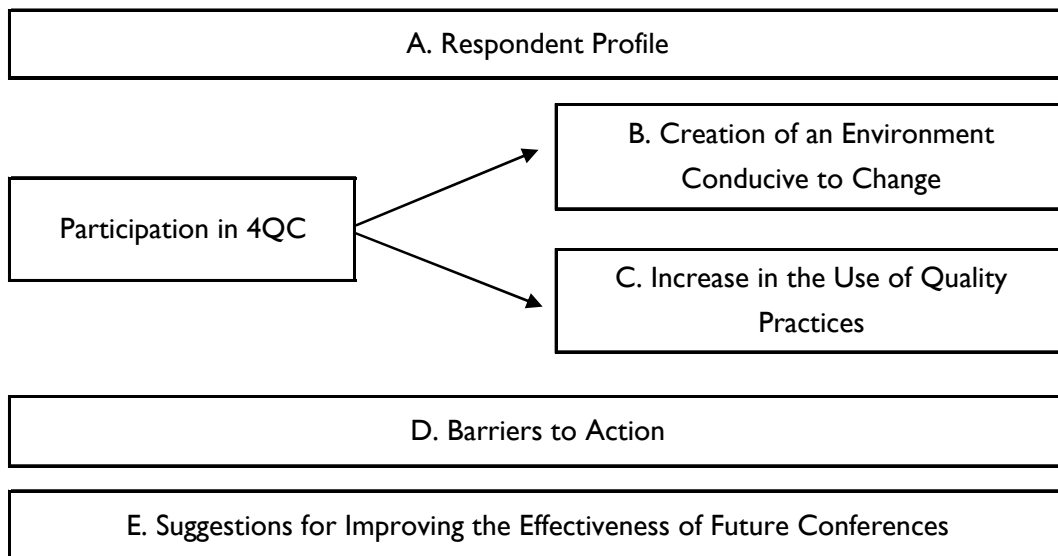 A. Respondent Profile
B. Creation of an Environment
Conducive to Change
Participation in 4QC
C. Increase in the Use of Quality
Practices
D. Barriers to Action
E. Suggestions for Improving the Effectiveness of Future Conferences